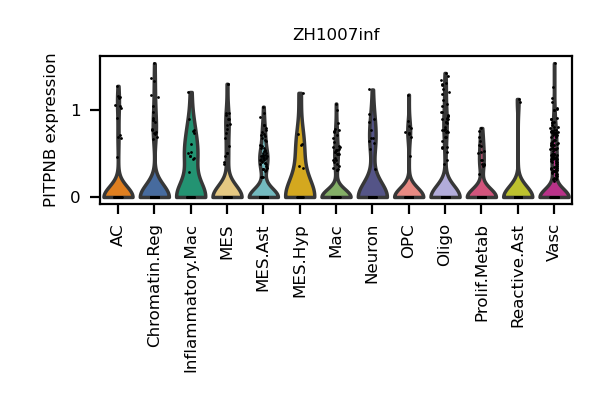 ZH1007inf
PITPNB expression
1
0
AC
Chromatin.Reg
Inflammatory.Mac
MES
MES.Ast
MES.Hyp
Mac
Neuron
OPC
Oligo
Prolif.Metab
Reactive.Ast
Vasc